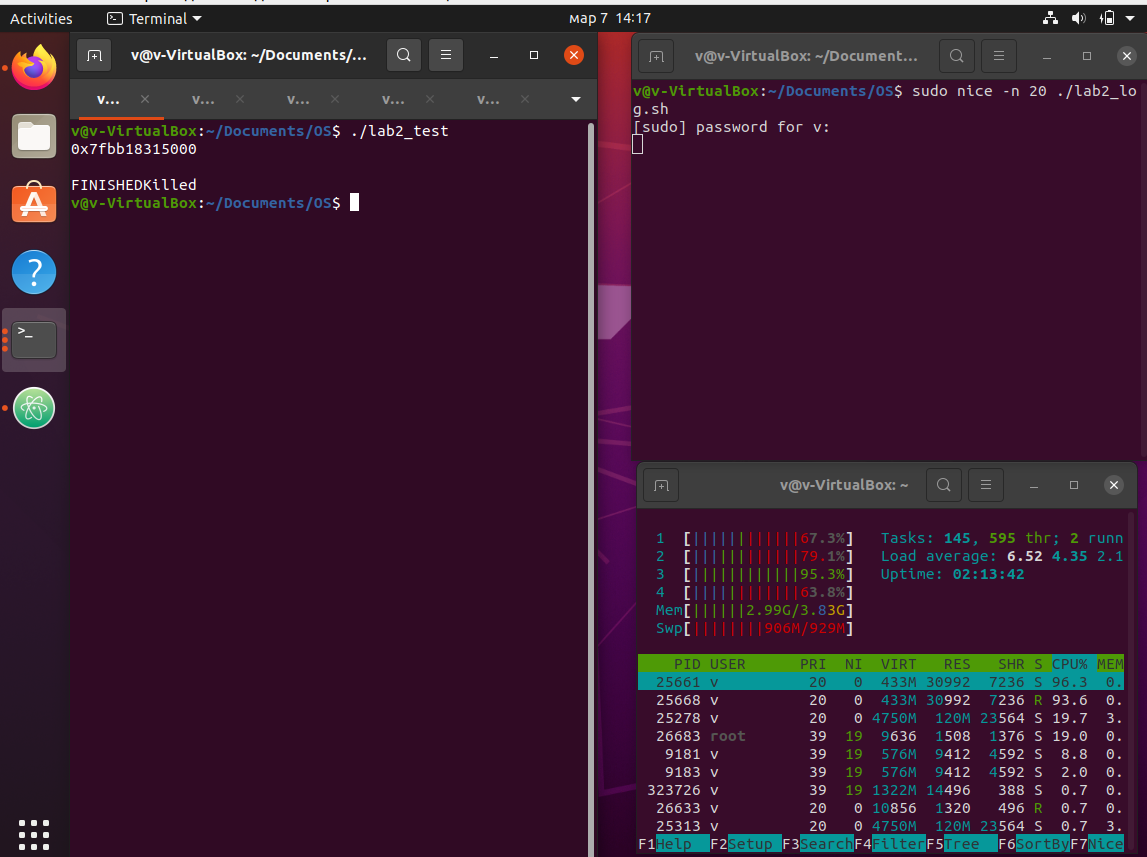 Activities
Terminal
мар 7 14:17
v@v-VirtualBox: ~/Documents/...
v...
v...
v...
v...
v...
v@v-VirtualBox:~/Documents/OS$ ./lab2_test
0x7fbb18315000
FINISHEDKilled
v@v-VirtualBox:~/Documents/OS$
v@v-VirtualBox: ~/Document...
v@v-VirtualBox:~/Documents/OS$ sudo nice -n 20 ./lab2_lo
g.sh
[sudo] password for v:
v@v-VirtualBox: ~
1 [||||||||||||67.3%] Tasks: 145, 595 thr; 2 runn
2 [||||||||||||79.1%] Load average: 6.52 4.35 2.1
3 [||||||||||||95.3%] Uptime: 02:13:42
4 [||||||||||||63.8%]
Mem[||||||2.99G/3.83G]
Swp[||||||||906M/929M]
PID USER PRI NI VIRT RES SHR S CPU% MEM
25661 v 20 0 433M 30992 7236 S 96.3 0.
25668 v 20 0 433M 30992 7236 R 93.6 0.
25278 v 20 0 4750M 120M 23564 S 19.7 3.
26683 root 39 19 9636 1508 1376 S 19.0 0.
9181 v 39 19 576M 9412 4592 S 8.8 0.
9183 v 39 19 576M 9412 4592 S 2.0 0.
323726 v 39 19 1322M 14496 388 S 0.7 0.
26633 v 20 0 10856 1320 496 R 0.7 0.
25313 v 20 0 4750M 120M 23564 S 0.7 3.
F1Help F2Setup F3SearchF4FilterF5Tree F6SortByF7Nice